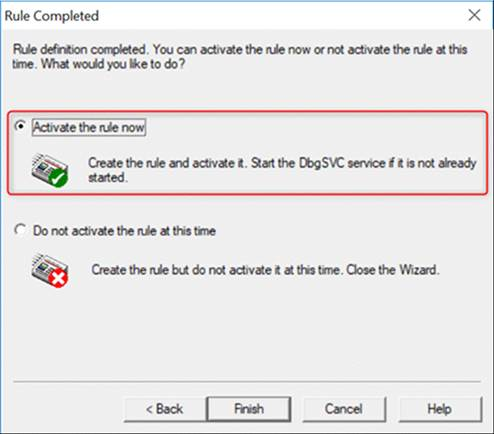 Rule Completed
Rule definition completed. You can activate the rule now or not activate the rule at this
time. What would you like to do?
Activate the rule now
Create the rule and activate it. Start the DbgSVC service if it is not already
started.
Do not activate the rule at this time
Create the rule but do not activate it at this time. Close the Wizard.
< Back
Finish
Cancel
Help